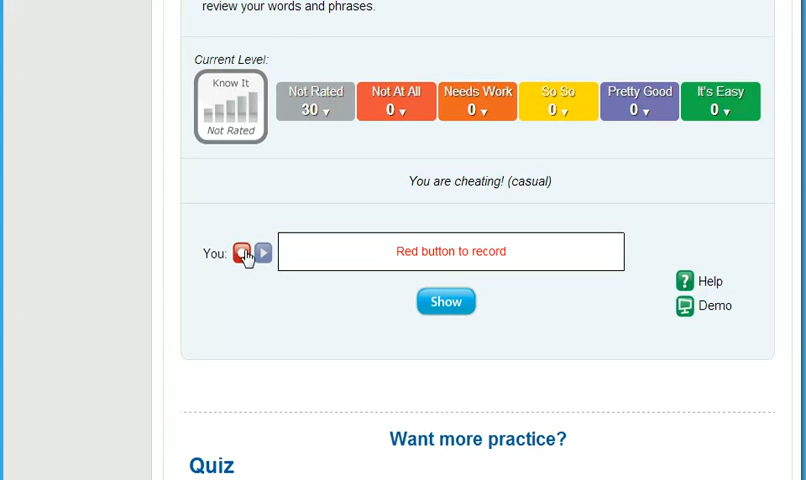 review your words and phrases.
Current Level:
Know It
Not Rated
Not Rated
30
Not At All
0
Needs Work
0
So So
0
Pretty Good
0
It's Easy
0
You are cheating! (casual)
You:
Red button to record
Show
? Help
Demo
Want more practice?
Quiz